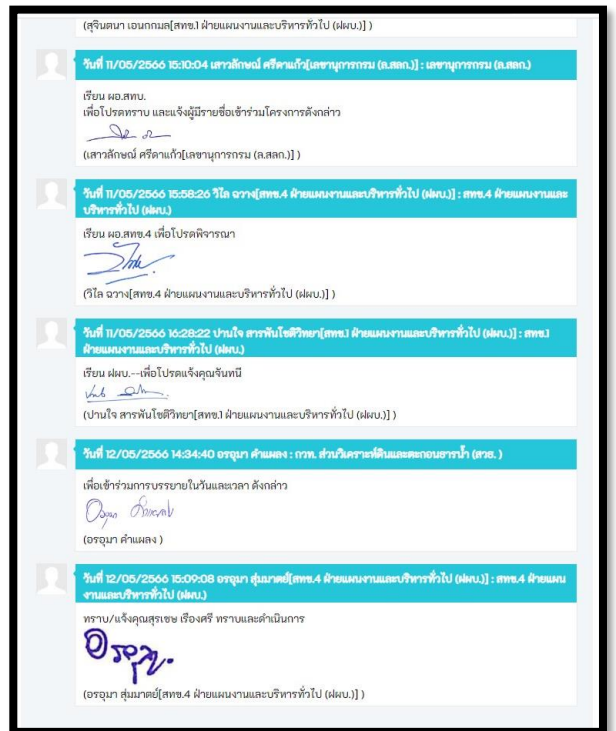 (สุจินตนา เอนกกมล[สทข.1 ฝ่ายแผนงานและบริหารทั่วไป (ฝผบ.)] )
วันที่ 11/05/2566 15:10:04 เสาวลักษณ์ ศรีดาแก้ว[เลขานุการกรม (ล.สลก.)] : เลขานุการกรม (ล.สลก.)
เรียน ผอ.สทบ.
เพื่อโปรดทราบ และแจ้งผู้มีรายชื่อเข้าร่วมโครงการดังกล่าว
(เสาวลักษณ์ ศรีดาแก้ว[เลขานุการกรม (ล.สลก.)] )
วันที่ 11/05/2566 15:58:26 วิไล ฉวาง[สทข.4 ฝ่ายแผนงานและบริหารทั่วไป (ฝผบ.)] : สทข.4 ฝ่ายแผนงานและ
บริหารทั่วไป (ฝผบ.)
เรียน ผอ.สทข.4 เพื่อโปรดพิจารณา
(วิไล ฉวาง[สทข.4 ฝ่ายแผนงานและบริหารทั่วไป (ฝผบ.)] )
วันที่ 11/05/2566 16:28:22 ปานใจ สารพันโชติวิทยา[สทข.1 ฝ่ายแผนงานและบริหารทั่วไป (ฝผบ.)] : สทข.1
ฝ่ายแผนงานและบริหารทั่วไป (ฝผบ.)
เรียน ฝผบ.--เพื่อโปรดแจ้งคุณจันทนี
(ปานใจ สารพันโชติวิทยา[สทข.1 ฝ่ายแผนงานและบริหารทั่วไป (ฝผบ.)] )
วันที่ 12/05/2566 14:34:40 อรอุมา คำแผลง : กวท. ส่วนวิเคราะห์ดินและตะกอนธารน้ำ (สวธ. )
เพื่อเข้าร่วมการบรรยายในวันและเวลา ดังกล่าว
อรอุมา คำแผลง
(อรอุมา คำแผลง )
วันที่ 12/05/2566 15:09:08 อรอุมา สุ่มมาตย์[สทข.4 ฝ่ายแผนงานและบริหารทั่วไป (ฝผบ.)] : สทข.4 ฝ่ายแผน
งานและบริหารทั่วไป (ฝผบ.)
ทราบ/แจ้งคุณสุรเชษ เรืองศรี ทราบและดำเนินการ
(อรอุมา สุ่มมาตย์[สทข.4 ฝ่ายแผนงานและบริหารทั่วไป (ฝผบ.)] )